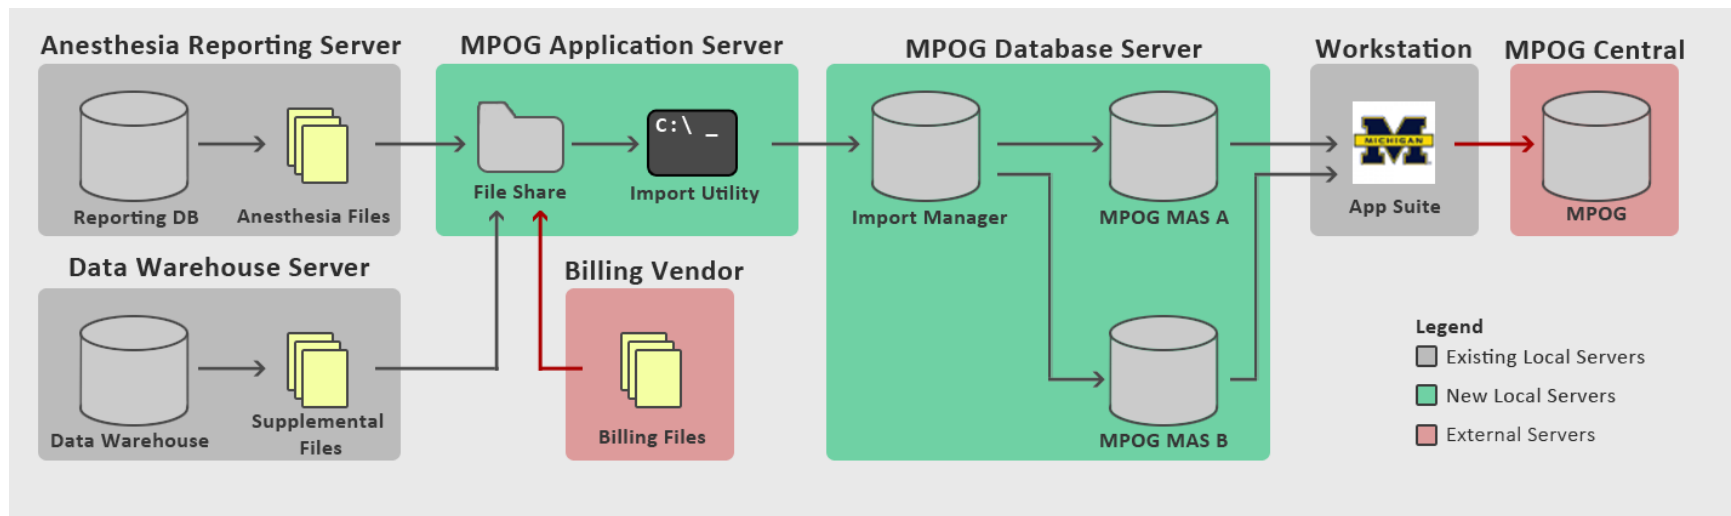 Anesthesia Reporting Server
MPOG Application Server
MPOG Database Server
Workstation
MPOG Central
Reporting DB
Anesthesia Files
File Share
C:\ _
Import Utility
Import Manager
MPOG MAS A
MICHIGAN
App Suite
MPOG
Data Warehouse Server
Billing Vendor
Data Warehouse
Supplemental
Files
Billing Files
MPOG MAS B
Legend
Existing Local Servers
New Local Servers
External Servers